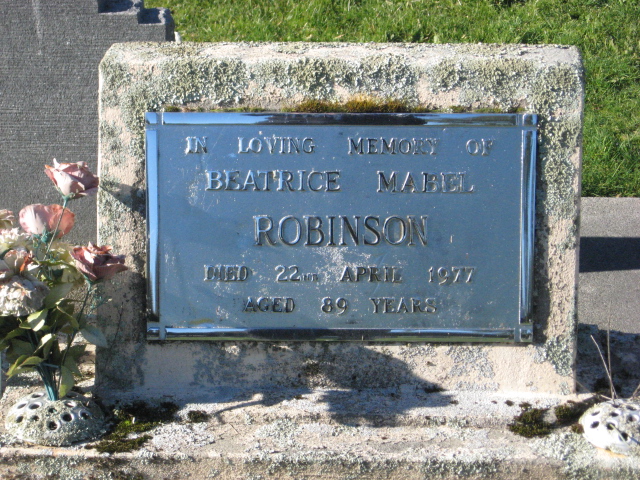 IN LOVING MEMORY OF
BEATRICE MABEL
ROBINSON
DIED 22ND APRIL 1977
AGED 89 YEARS